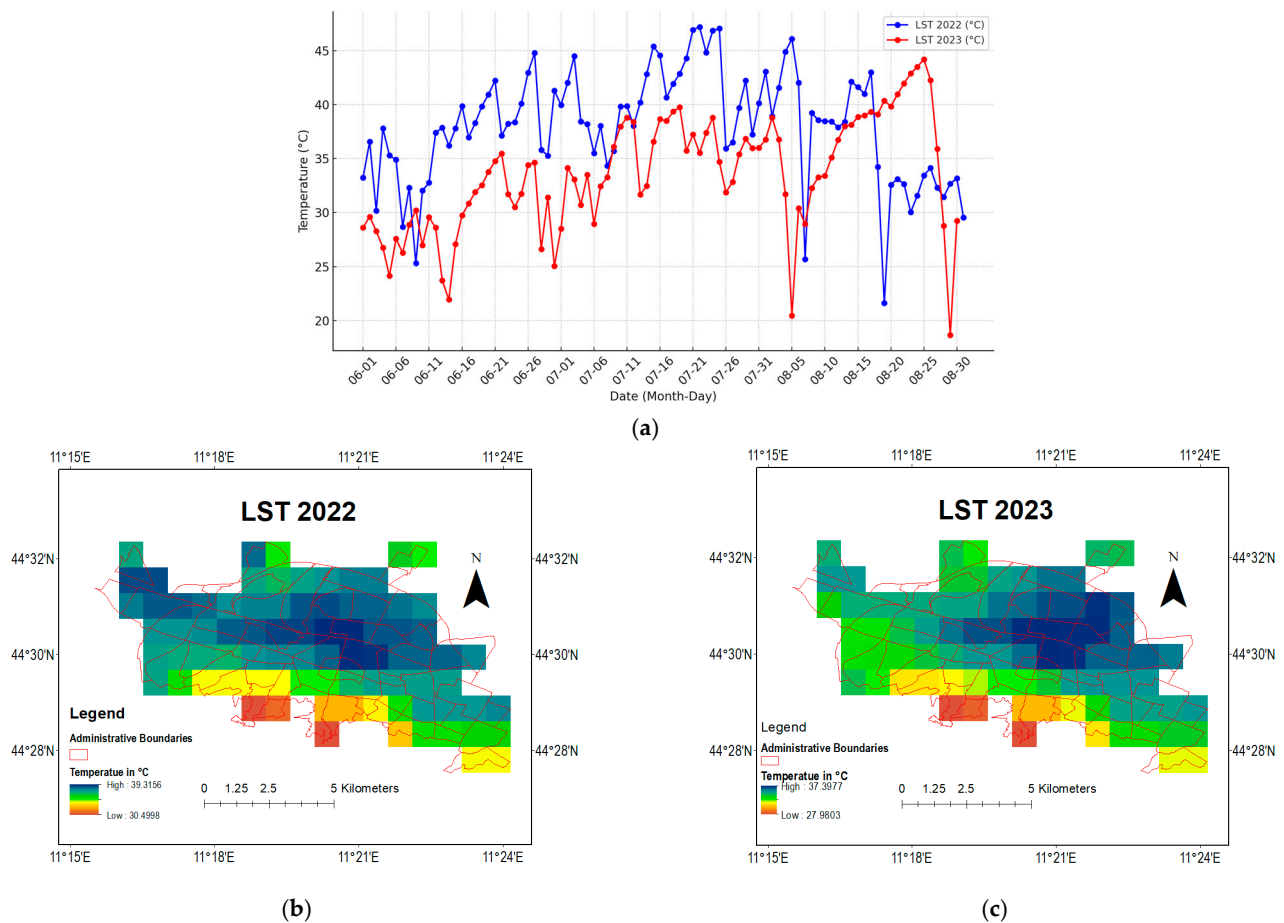 LST 2022 (°C)
LST 2023 (°C)
45
40
35
30
25
20
Temperature (°C)
06-01 06-06 06-11 06-16 06-21 06-26 07-01 07-06 07-11 07-16 07-21 07-26 07-31 08-05 08-10 08-15 08-20 08-25 08-30
Date (Month-Day)
(a)
11°15'E 11°18'E 11°21'E 11°24'E
LST 2022
N
44°32'N 44°32'N
44°30'N 44°30'N
44°28'N 44°28'N
Legend
Administrative Boundaries
Temperatue in °C
High : 39.3156
Low : 30.4998
0 1.25 2.5 5 Kilometers
11°15'E 11°18'E 11°21'E 11°24'E
(b)
11°15'E 11°18'E 11°21'E 11°24'E
LST 2023
N
44°32'N 44°32'N
44°30'N 44°30'N
44°28'N 44°28'N
Legend
Administrative Boundaries
Temperatue in °C
High : 37.3977
Low : 27.9803
0 1.25 2.5 5 Kilometers
11°15'E 11°18'E 11°21'E 11°24'E
(c)